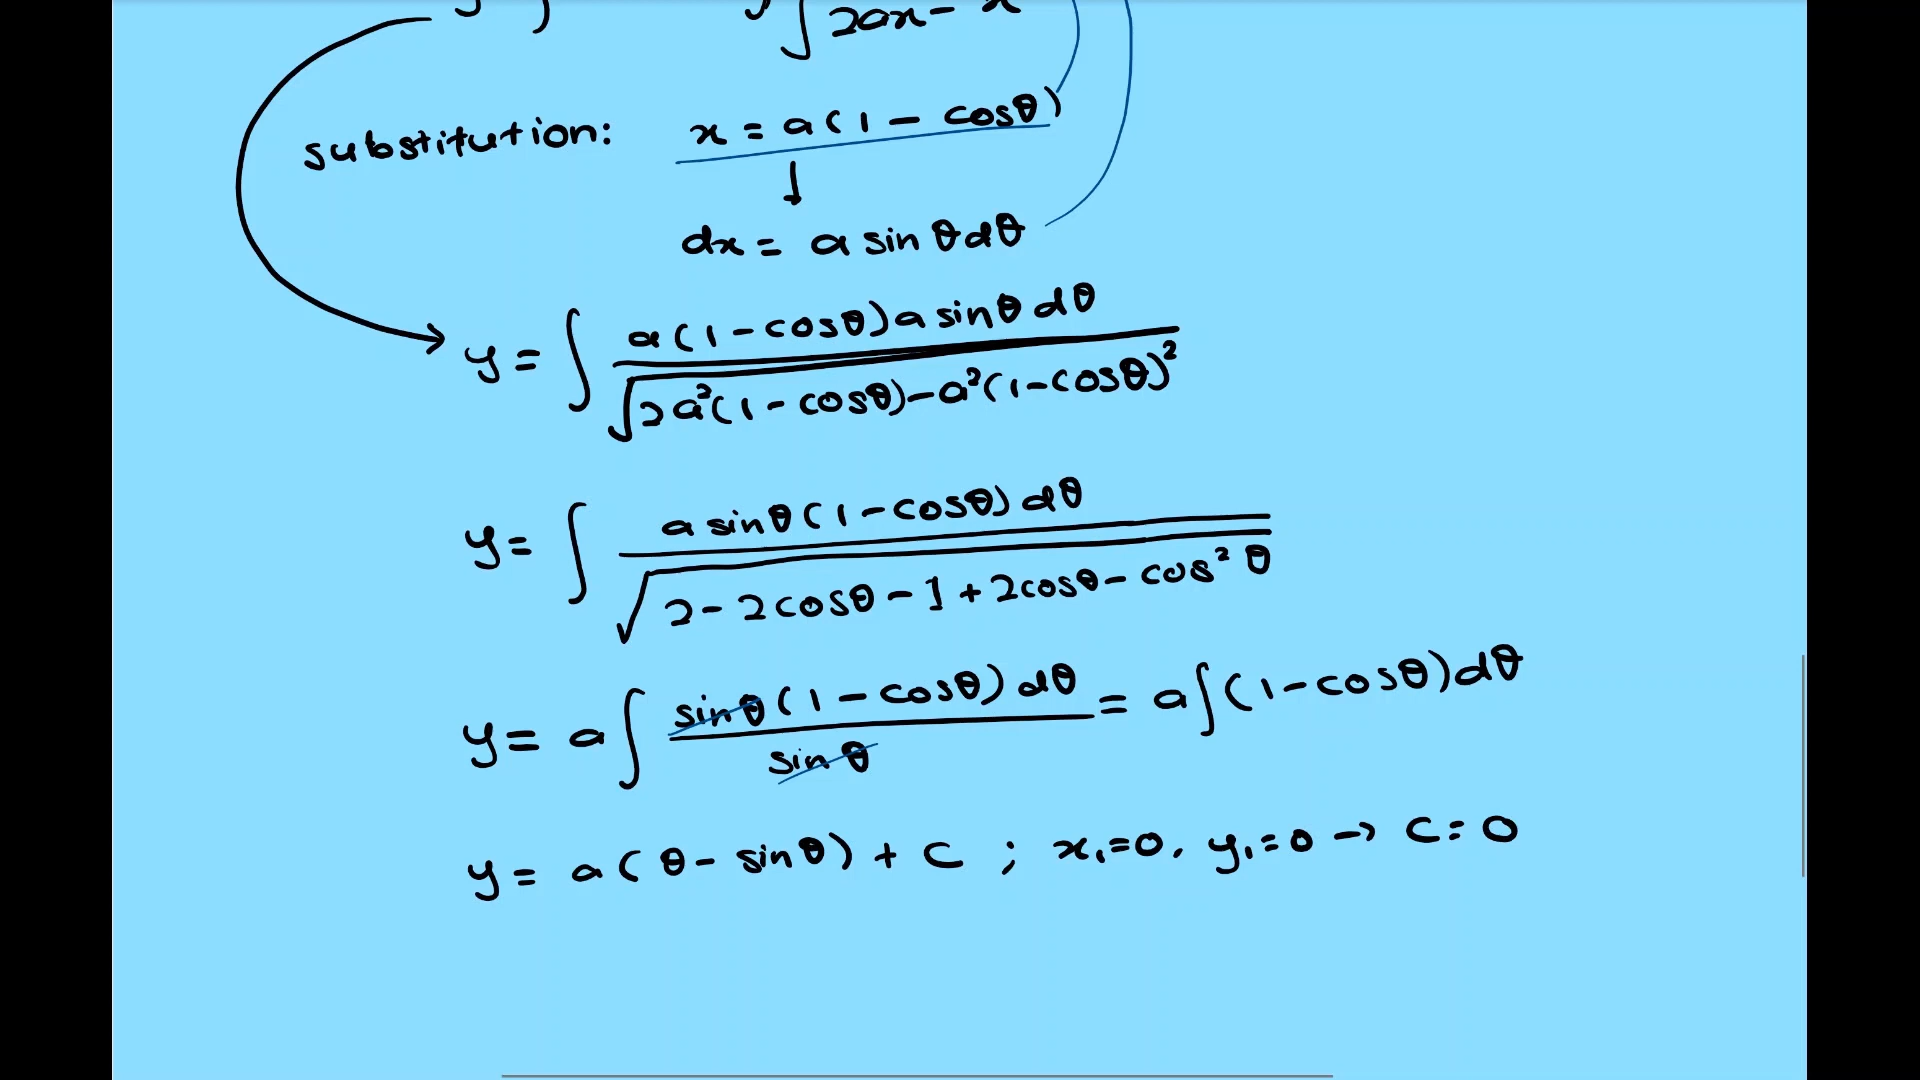 √2ax - x
substitution: x = a(1 - cosθ)
↓
dx = a sinθdθ
y = ∫ a(1-cosθ)a sinθ dθ / √2a²(1-cosθ)-a²(1-cosθ)²
y = ∫ a sinθ(1-cosθ)dθ / √2-2cosθ-1+2cosθ-cos²θ
y = a∫ sinθ(1-cosθ)dθ / sinθ = a∫(1-cosθ)dθ
y = a(θ-sinθ)+C ; x₁=0, y₁=0 → C=0